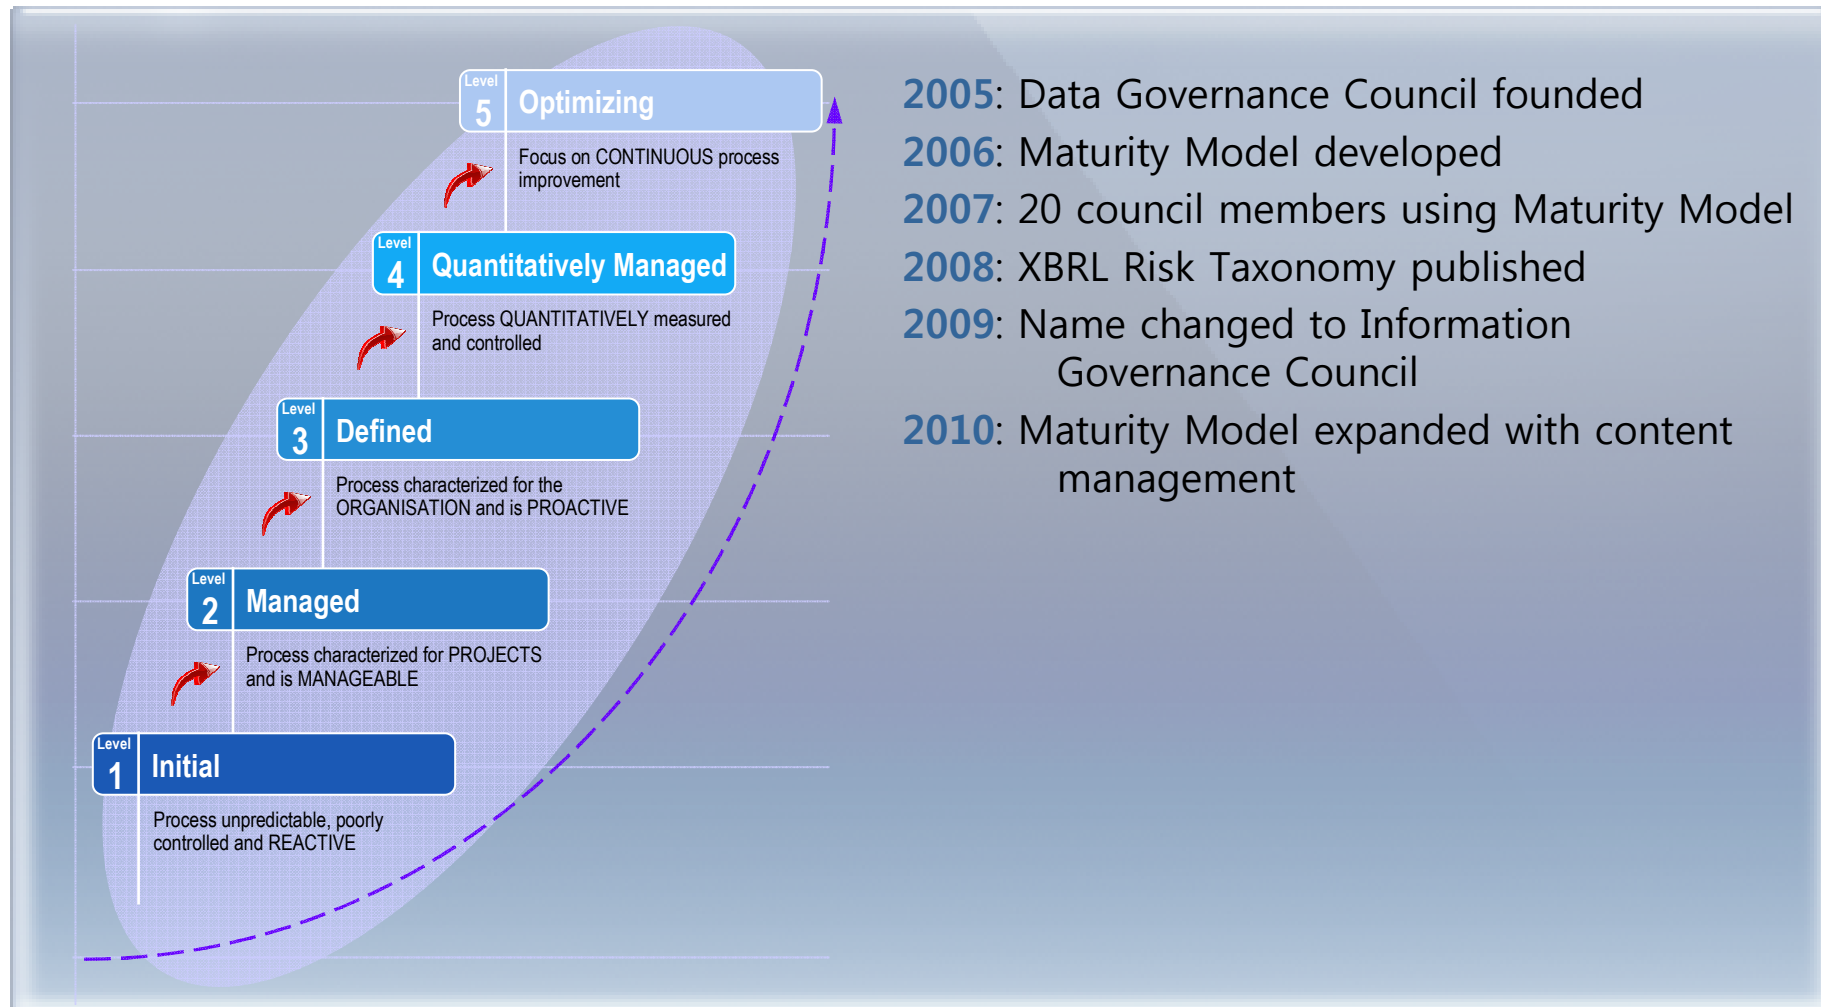 Level
5
Optimizing
Focus on CONTINUOUS process
improvement
Level
4
Quantitatively Managed
Process QUANTITATIVELY measured
and controlled
Level
3
Defined
Process characterized for the
ORGANISATION and is PROACTIVE
Level
2
Managed
Process characterized for PROJECTS
and is MANAGEABLE
Level
1
Initial
Process unpredictable, poorly
controlled and REACTIVE
2005: Data Governance Council founded
2006: Maturity Model developed
2007: 20 council members using Maturity Model
2008: XBRL Risk Taxonomy published
2009: Name changed to Information
Governance Council
2010: Maturity Model expanded with content
management